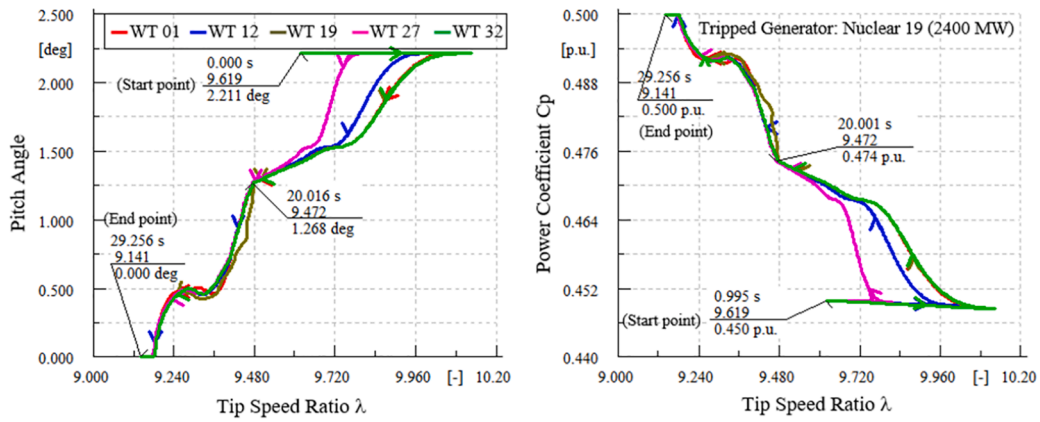 2.500
[deg]
2.000
1.500
1.000
0.500
0.000
Pitch Angle
WT 01
WT 12
WT 19
WT 27
WT 32
0.000 s
9.619
2.211 deg
(Start point)
20.016 s
9.472
1.268 deg
(End point)
29.256 s
9.141
0.000 deg
9.000
9.240
9.480
9.720
9.960
[-]
10.20
Tip Speed Ratio λ
0.500
[p.u.]
0.488
0.476
0.464
0.452
0.440
Power Coefficient Cp
Tripped Generator: Nuclear 19 (2400 MW)
29.256 s
9.141
0.500 p.u.
(End point)
20.001 s
9.472
0.474 p.u.
0.995 s
9.619
0.450 p.u.
(Start point)
9.000
9.240
9.480
9.720
9.960
[-]
10.20
Tip Speed Ratio λ